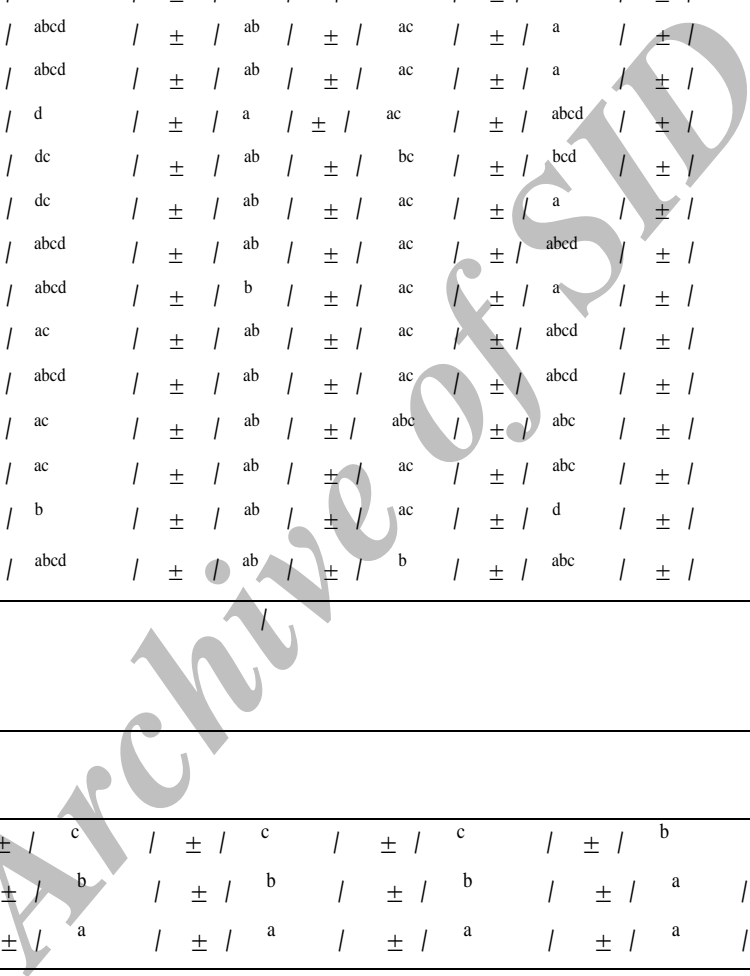 / abcd / ± / ab / ± / ac / ± / a / ± /
/ abcd / ± / ab / ± / ac / ± / a / ± /
/ d / ± / a / ± / ac / ± / abcd / ± /
/ dc / ± / ab / ± / bc / ± / bcd / ± /
/ dc / ± / ab / ± / ac / ± / a / ± /
/ abcd / ± / ab / ± / ac / ± / abcd / ± /
/ abcd / ± / b / ± / ac / ± / a / ± /
/ ac / ± / ab / ± / ac / ± / abcd / ± /
/ abcd / ± / ab / ± / ac / ± / abcd / ± /
/ ac / ± / ab / ± / abc / ± / abc / ± /
/ ac / ± / ab / ± / ac / ± / abc / ± /
/ b / ± / ab / ± / ac / ± / d / ± /
/ abcd / ± / ab / ± / b / ± / abc / ± /
/
± / c / ± / c / ± / c / ± / b
± / b / ± / b / ± / b / ± / a /
± / a / ± / a / ± / a / ± / a /
Archive of SID